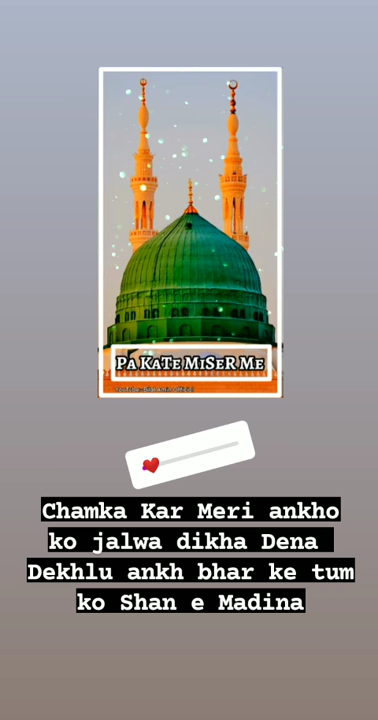 PA KATE MISER ME
Chamka Kar Meri ankho
ko jalwa dikha Dena
Dekhlu ankh bhar ke tum
ko Shan e Madina